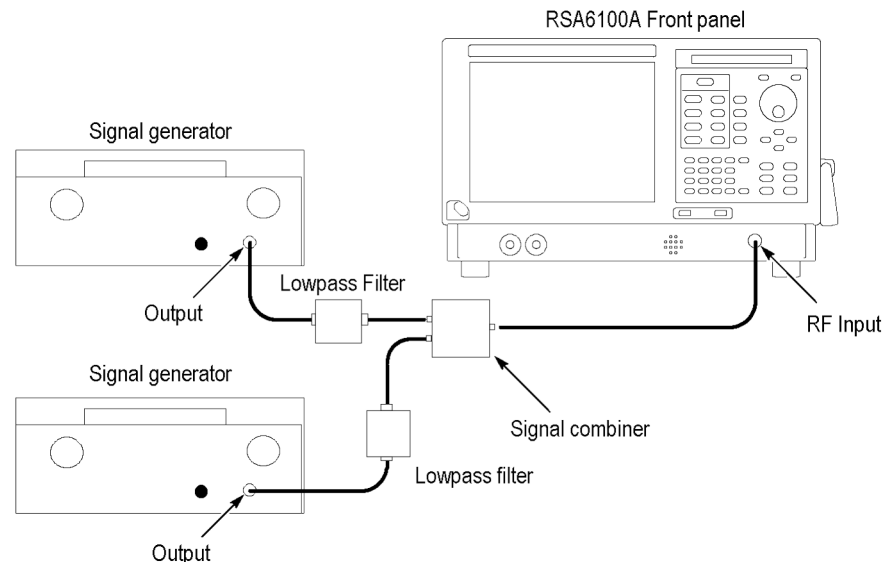 RSA6100A Front panel
Signal generator
Lowpass Filter
Output
RF Input
Signal generator
Signal combiner
Lowpass filter
Output